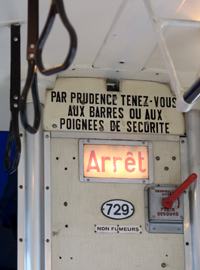 PAR PRUDENCE TENEZ-VOUS
AUX BARRES OU AUX
POIGNEES DE SECURITE
Arrêt
729
NON FUMEURS